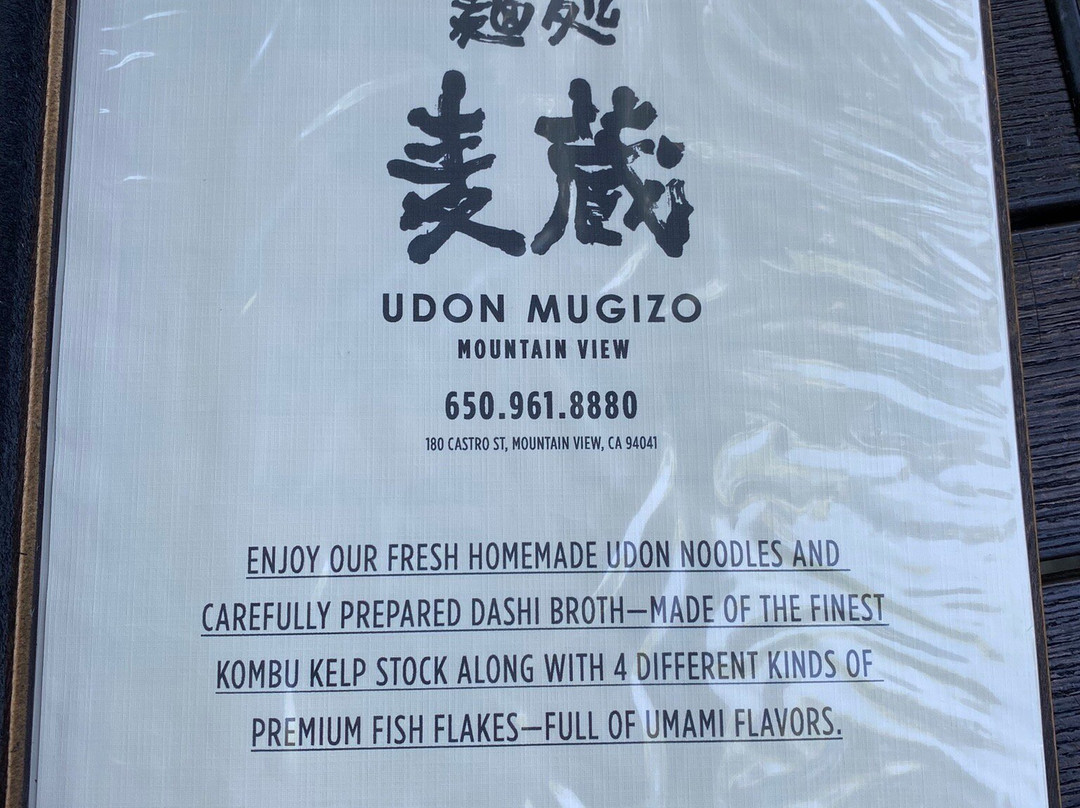 麺処
麦蔵
UDON MUGIZO
MOUNTAIN VIEW
650.961.8880
180 CASTRO ST, MOUNTAIN VIEW, CA 94041
ENJOY OUR FRESH HOMEMADE UDON NOODLES AND
CAREFULLY PREPARED DASHI BROTH—MADE OF THE FINEST
KOMBU KELP STOCK ALONG WITH 4 DIFFERENT KINDS OF
PREMIUM FISH FLAKES—FULL OF UMAMI FLAVORS.